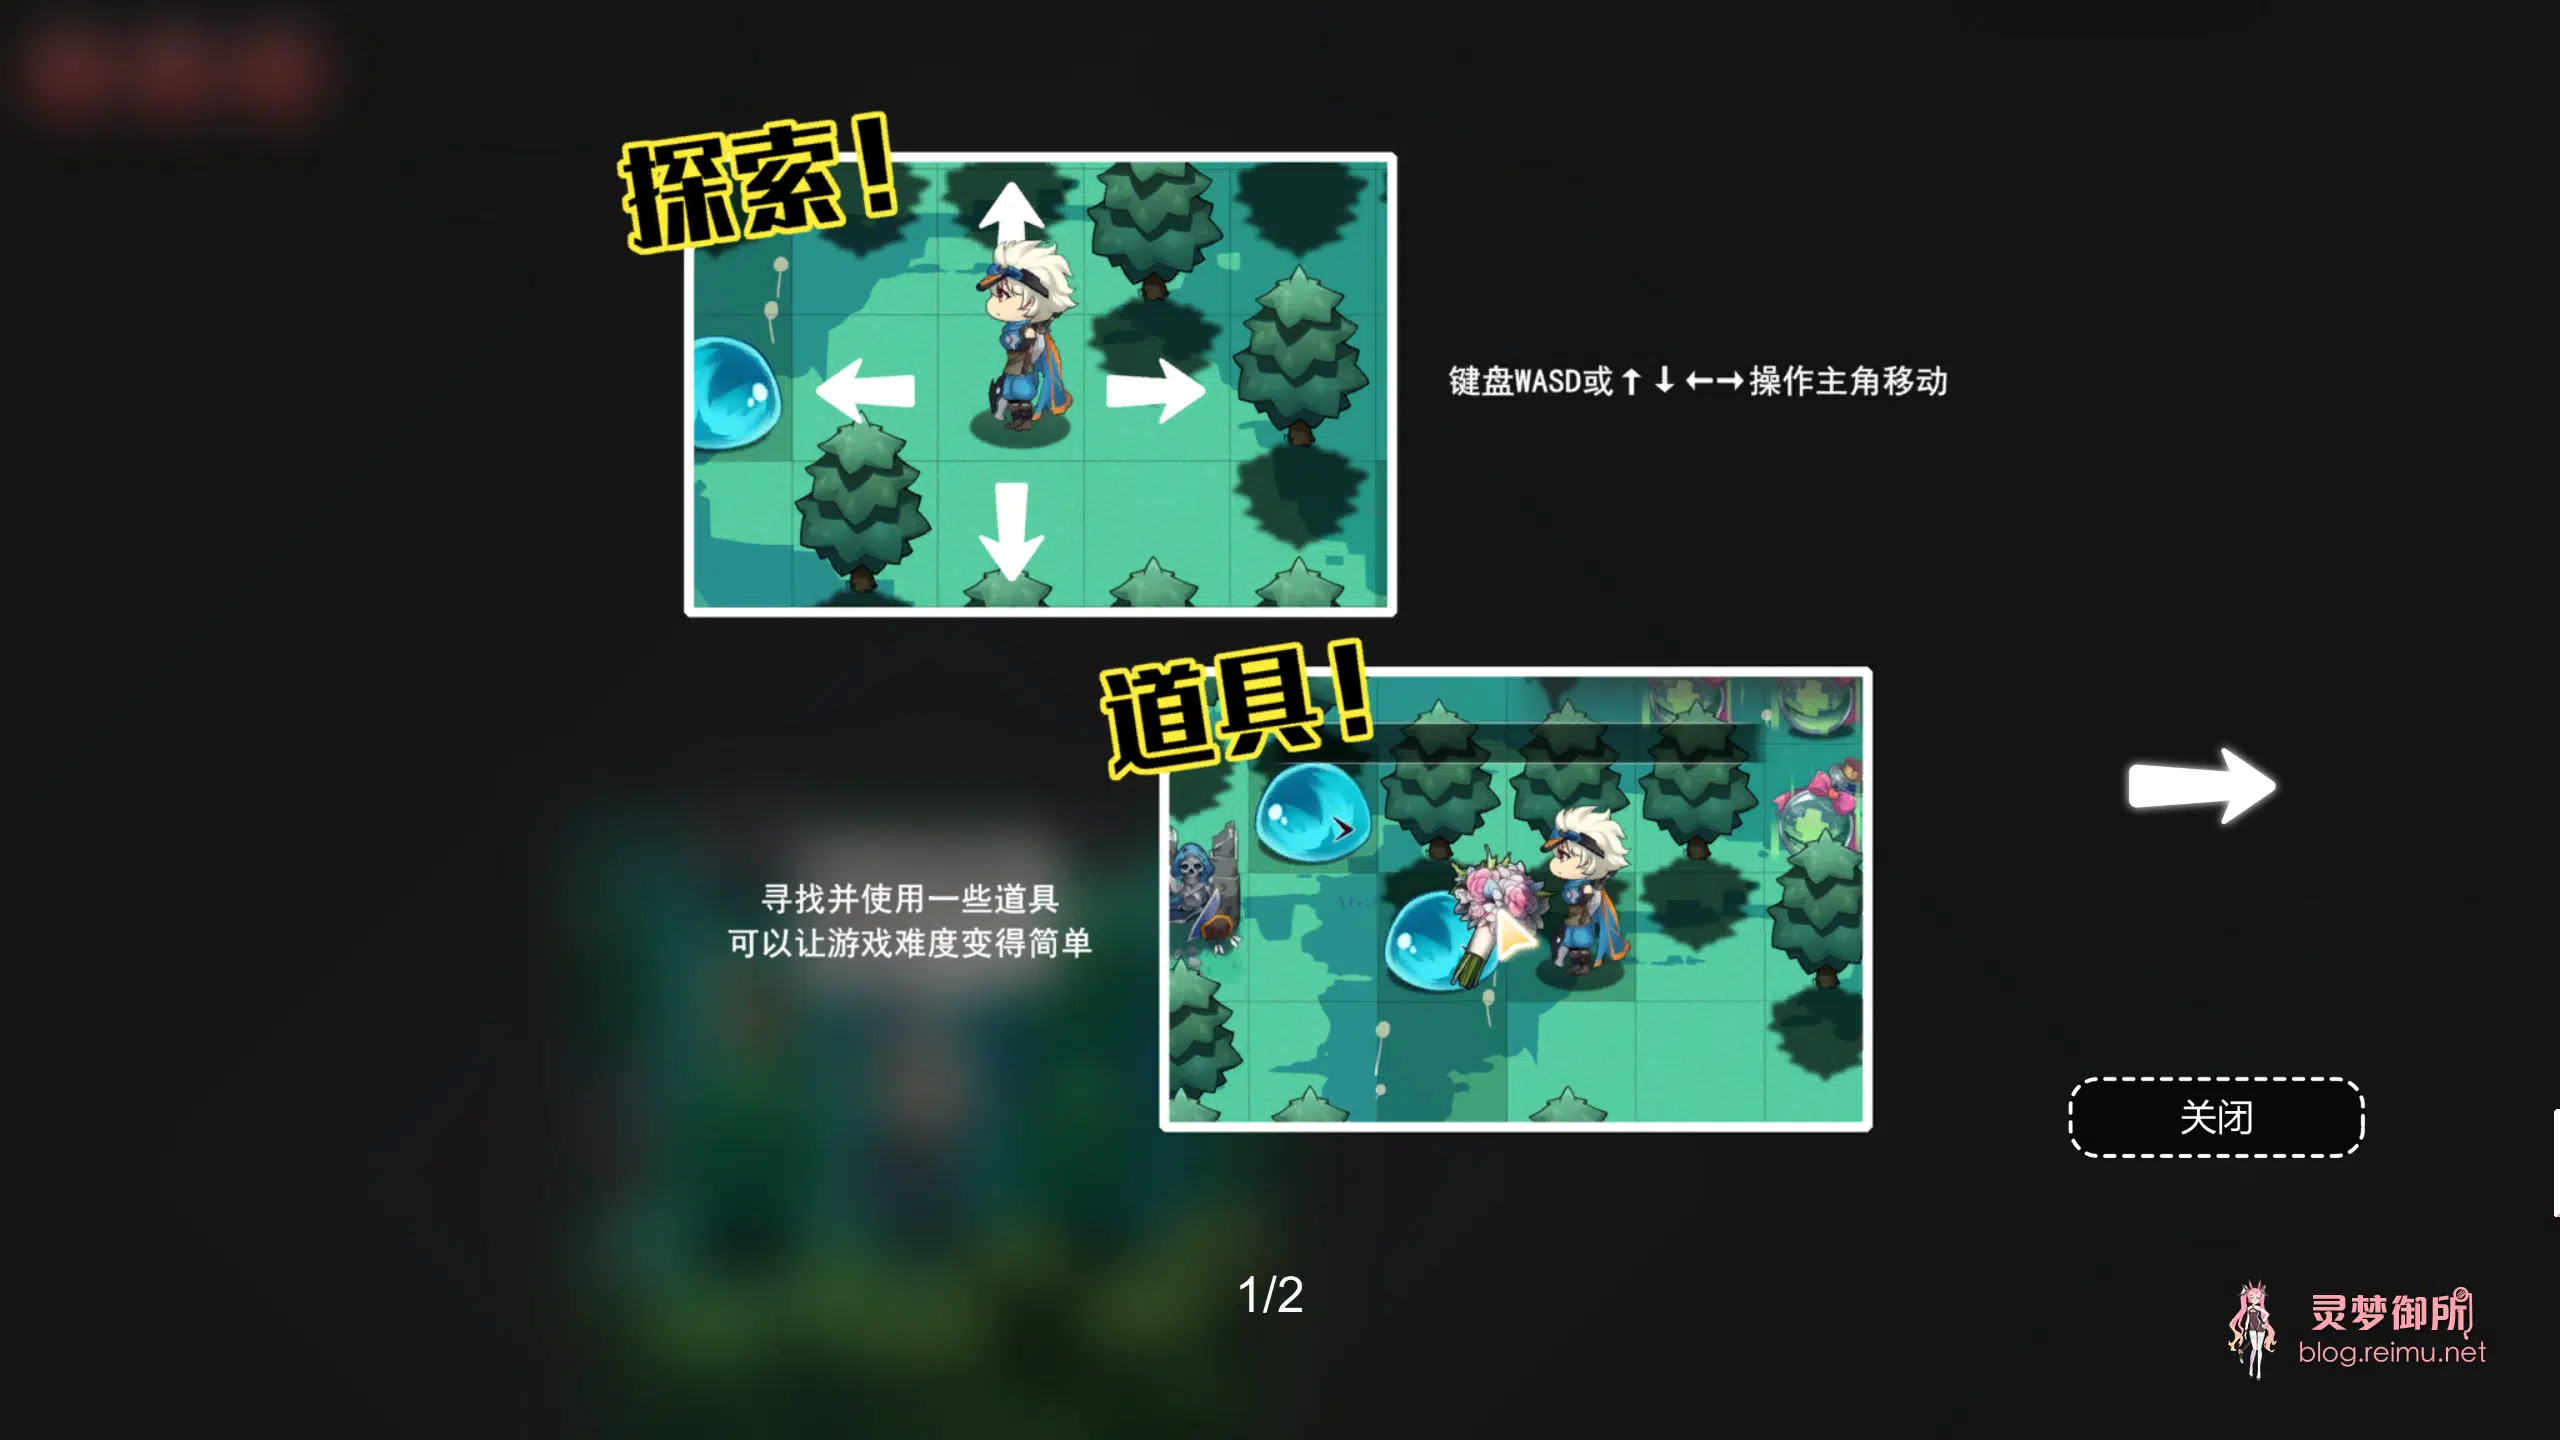 探索!
键盘WASD或↑↓←→操作主角移动
道具!
寻找并使用一些道具
可以让游戏难度变得简单
关闭
1/2
灵梦御所
blog.reimu.net